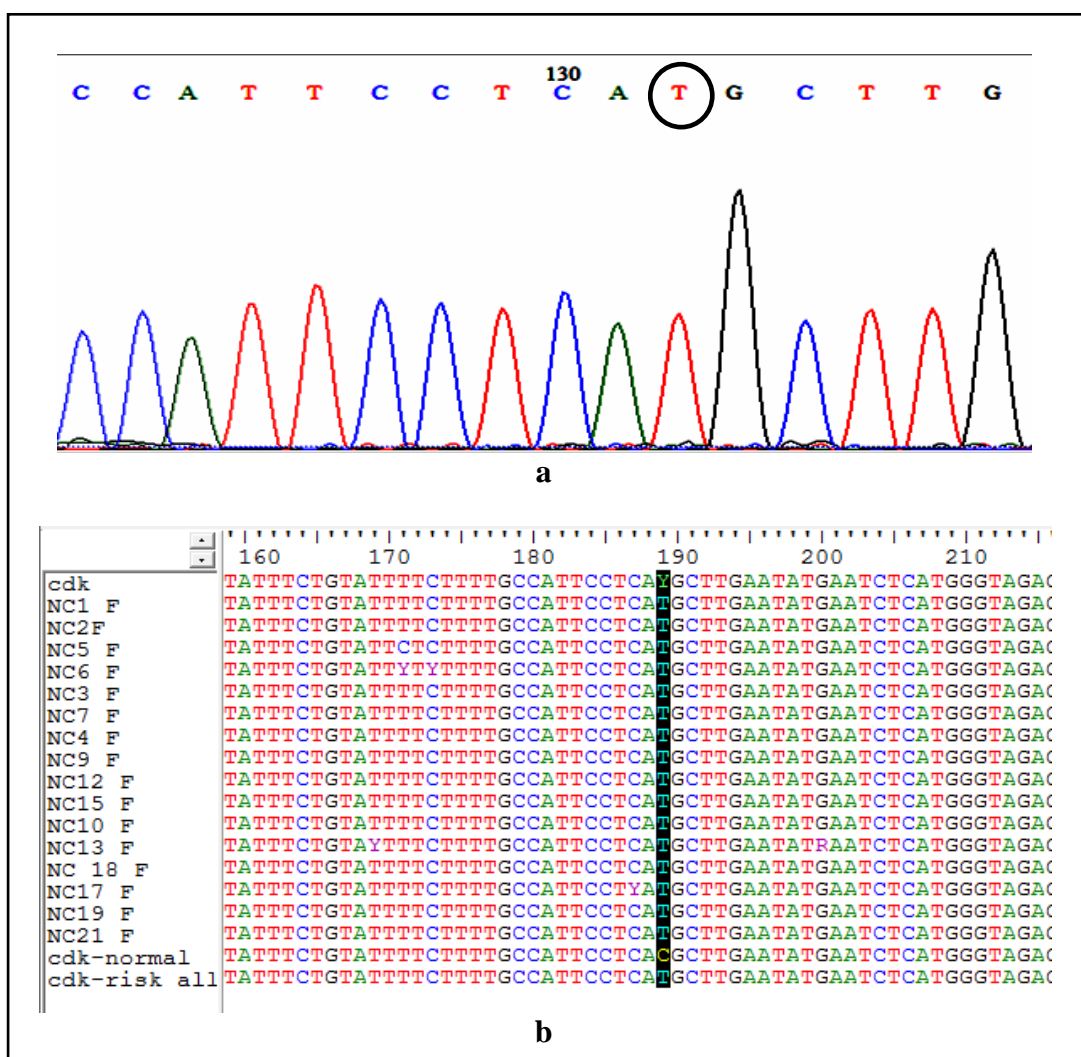 130
C C A T T C C T C A T G C T T G
a
160 170 180 190 200 210
cdk TATTTCTGTATTTTCTTTTGCCATTCCTCAYGCTTGAATATGAATCTCATGGGTAGAC
NC1 F TATTTCTGTATTTTCTTTTGCCATTCCTCATGCTTGAATATGAATCTCATGGGTAGAC
NC2F TATTTCTGTATTTTCTTTTGCCATTCCTCATGCTTGAATATGAATCTCATGGGTAGAC
NC5 F TATTTCTGTATTCTCTTTTGCCATTCCTCATGCTTGAATATGAATCTCATGGGTAGAC
NC6 F TATTTCTGTATTYTYTTTTGCCATTCCTCATGCTTGAATATGAATCTCATGGGTAGAC
NC3 F TATTTCTGTATTTTCTTTTGCCATTCCTCATGCTTGAATATGAATCTCATGGGTAGAC
NC7 F TATTTCTGTATTTTCTTTTGCCATTCCTCATGCTTGAATATGAATCTCATGGGTAGAC
NC4 F TATTTCTGTATTTTCTTTTGCCATTCCTCATGCTTGAATATGAATCTCATGGGTAGAC
NC9 F TATTTCTGTATTTTCTTTTGCCATTCCTCATGCTTGAATATGAATCTCATGGGTAGAC
NC12 F TATTTCTGTATTTTCTTTTGCCATTCCTCATGCTTGAATATGAATCTCATGGGTAGAC
NC15 F TATTTCTGTATTTTCTTTTGCCATTCCTCATGCTTGAATATGAATCTCATGGGTAGAC
NC10 F TATTTCTGTATTTTCTTTTGCCATTCCTCATGCTTGAATATGAATCTCATGGGTAGAC
NC13 F TATTTCTGTAYTTTCTTTTGCCATTCCTCATGCTTGAATATRAATCTCATGGGTAGAC
NC 18 F TATTTCTGTATTTTCTTTTGCCATTCCTCATGCTTGAATATGAATCTCATGGGTAGAC
NC17 F TATTTCTGTATTTTCTTTTGCCATTCCTYATGCTTGAATATGAATCTCATGGGTAGAC
NC19 F TATTTCTGTATTTTCTTTTGCCATTCCTCATGCTTGAATATGAATCTCATGGGTAGAC
NC21 F TATTTCTGTATTTTCTTTTGCCATTCCTCATGCTTGAATATGAATCTCATGGGTAGAC
cdk-normal TATTTCTGTATTTTCTTTTGCCATTCCTCACGCTTGAATATGAATCTCATGGGTAGAC
cdk-risk all TATTTCTGTATTTTCTTTTGCCATTCCTCATGCTTGAATATGAATCTCATGGGTAGAC
b